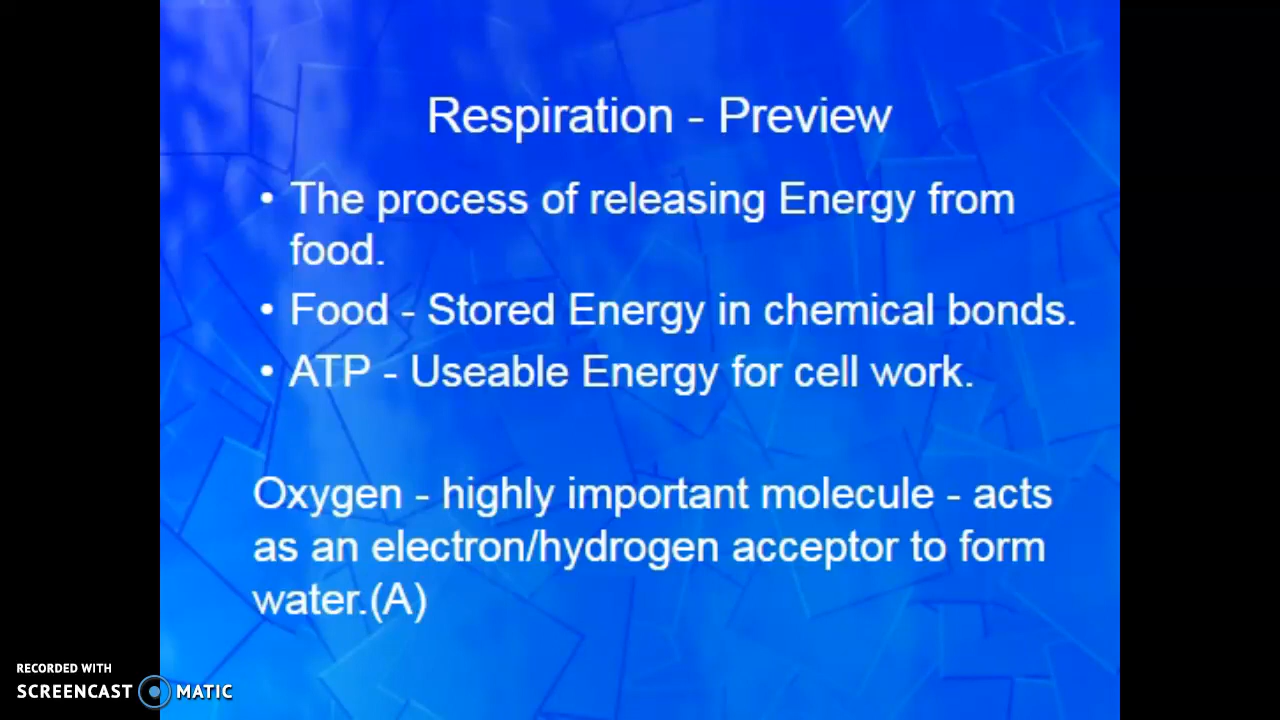 Respiration - Preview
• The process of releasing Energy from
food.
• Food - Stored Energy in chemical bonds.
• ATP - Useable Energy for cell work.
Oxygen - highly important molecule - acts
as an electron/hydrogen acceptor to form
water.(A)
RECORDED WITH
SCREENCAST MATIC